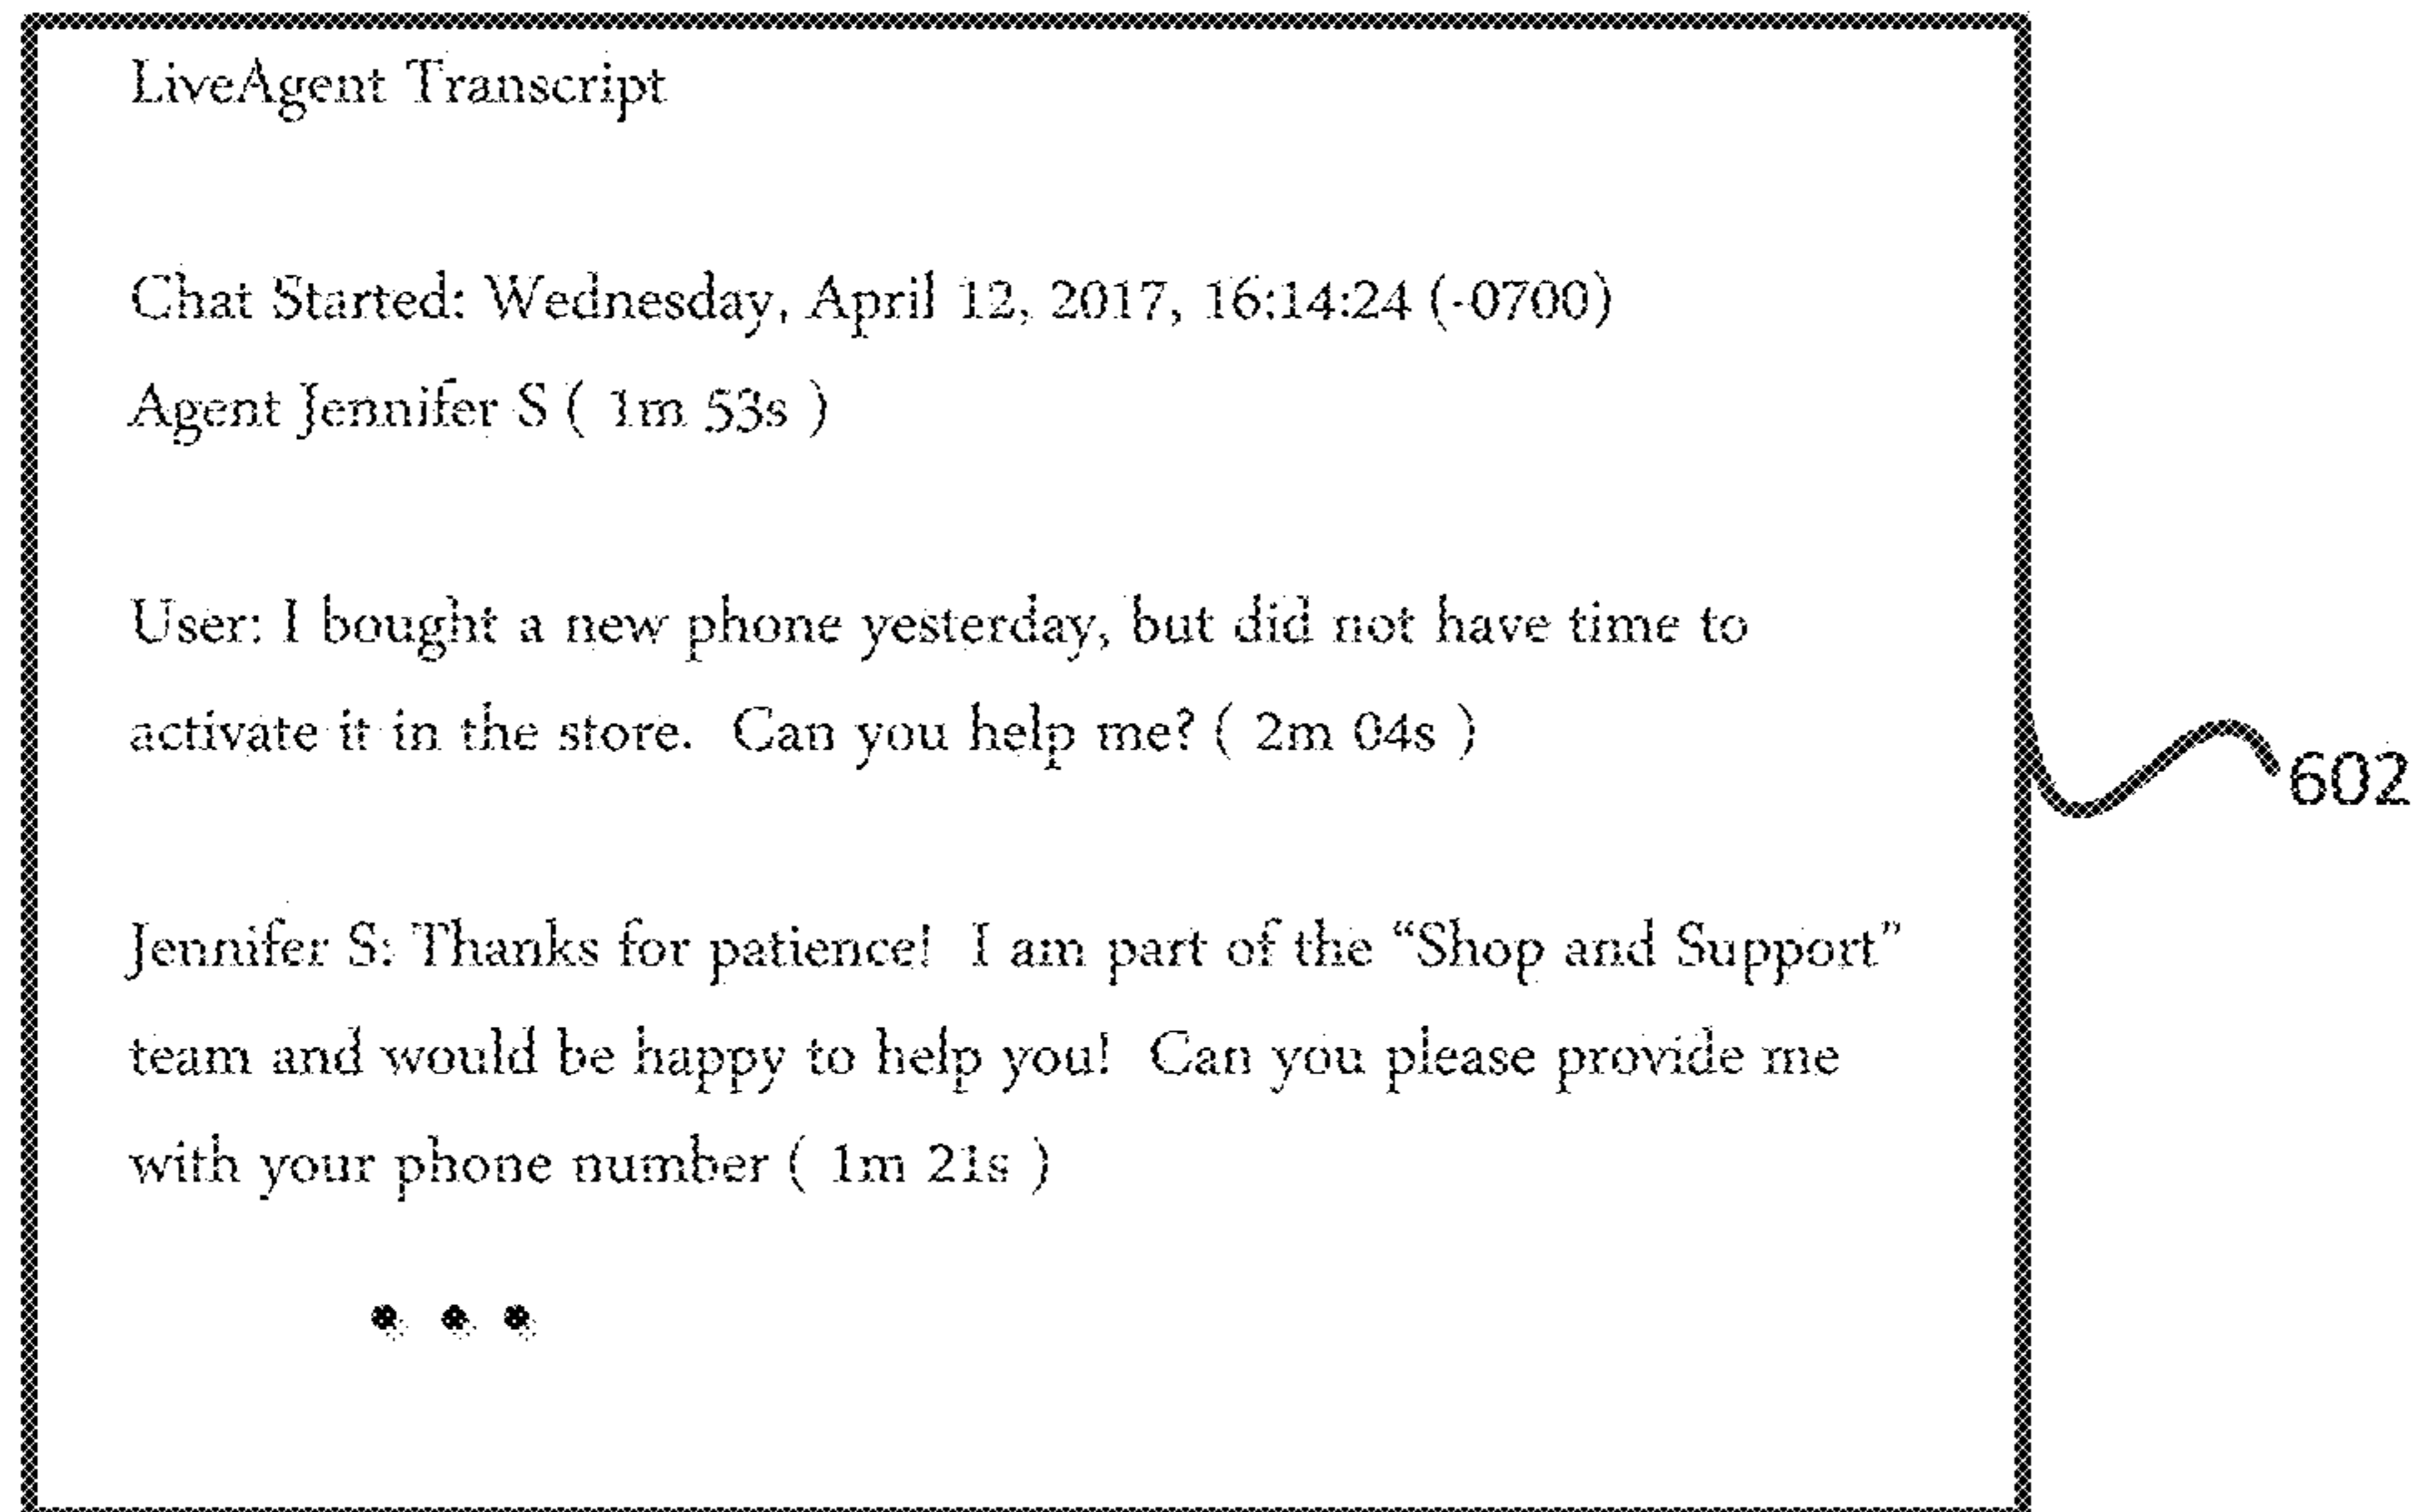 LiveAgent Transcript
Chat Started: Wednesday, April 12, 2017, 16:14:24 (-0700)
Agent Jennifer S ( 1m 53s )
User: I bought a new phone yesterday, but did not have time to
activate it in the store.  Can you help me? ( 2m 04s )
602
Jennifer S: Thanks for patience!  I am part of the “Shop and Support”
team and would be happy to help you!  Can you please provide me
with your phone number ( 1m 21s )
• • •